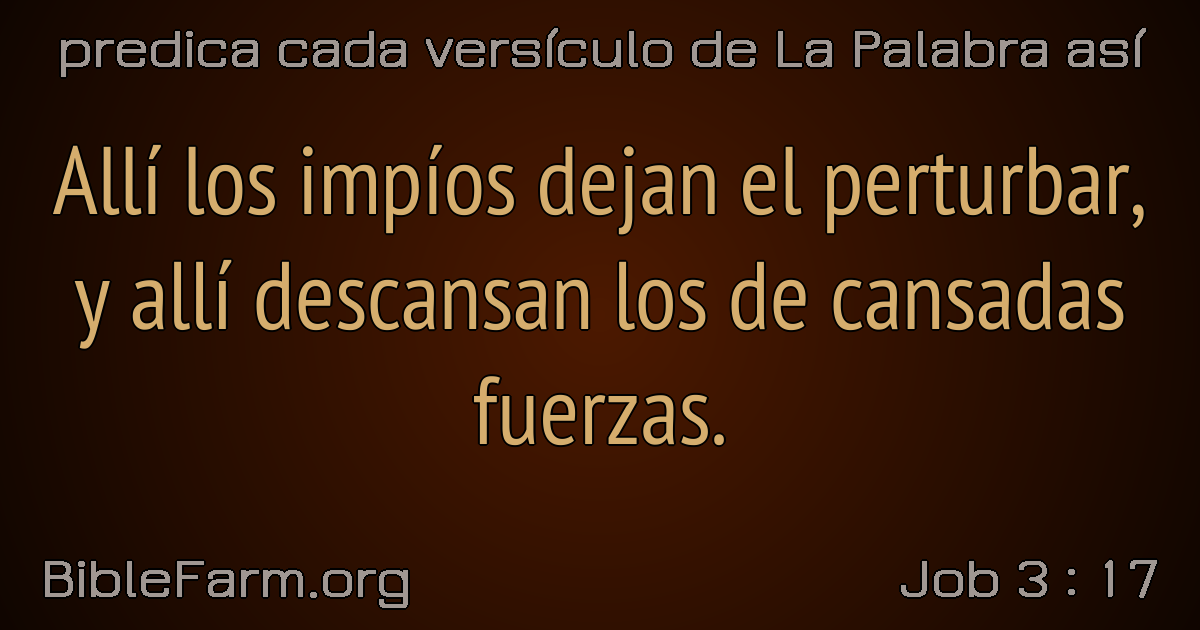 predica cada versículo de La Palabra así
Allí los impíos dejan el perturbar,
y allí descansan los de cansadas
fuerzas.
BibleFarm.org
Job 3 : 17